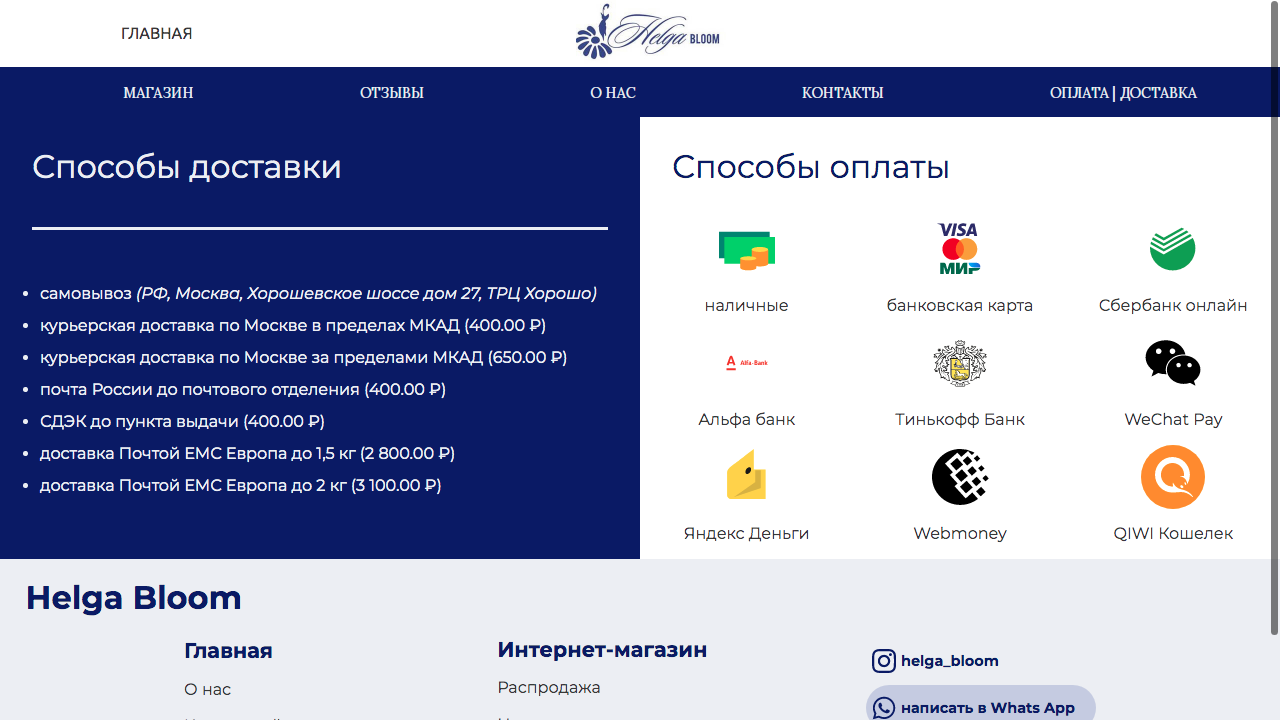 ГЛАВНАЯ
Helga BLOOM
МАГАЗИН
ОТЗЫВЫ
О НАС
КОНТАКТЫ
ОПЛАТА | ДОСТАВКА
Способы доставки
самовывоз (РФ, Москва, Хорошевское шоссе дом 27, ТРЦ Хорошо)
курьерская доставка по Москве в пределах МКАД (400.00 ₽)
курьерская доставка по Москве за пределами МКАД (650.00 ₽)
почта России до почтового отделения (400.00 ₽)
СДЭК до пункта выдачи (400.00 ₽)
доставка Почтой ЕМС Европа до 1,5 кг (2 800.00 ₽)
доставка Почтой ЕМС Европа до 2 кг (3 100.00 ₽)
Способы оплаты
VISA
МИР
наличные
банковская карта
Сбербанк онлайн
A Alfa-Bank
Альфа банк
Тинькофф Банк
WeChat Pay
Яндекс Деньги
Webmoney
QIWI Кошелек
Helga Bloom
Главная
О нас
Интернет-магазин
Распродажа
helga_bloom
написать в Whats App